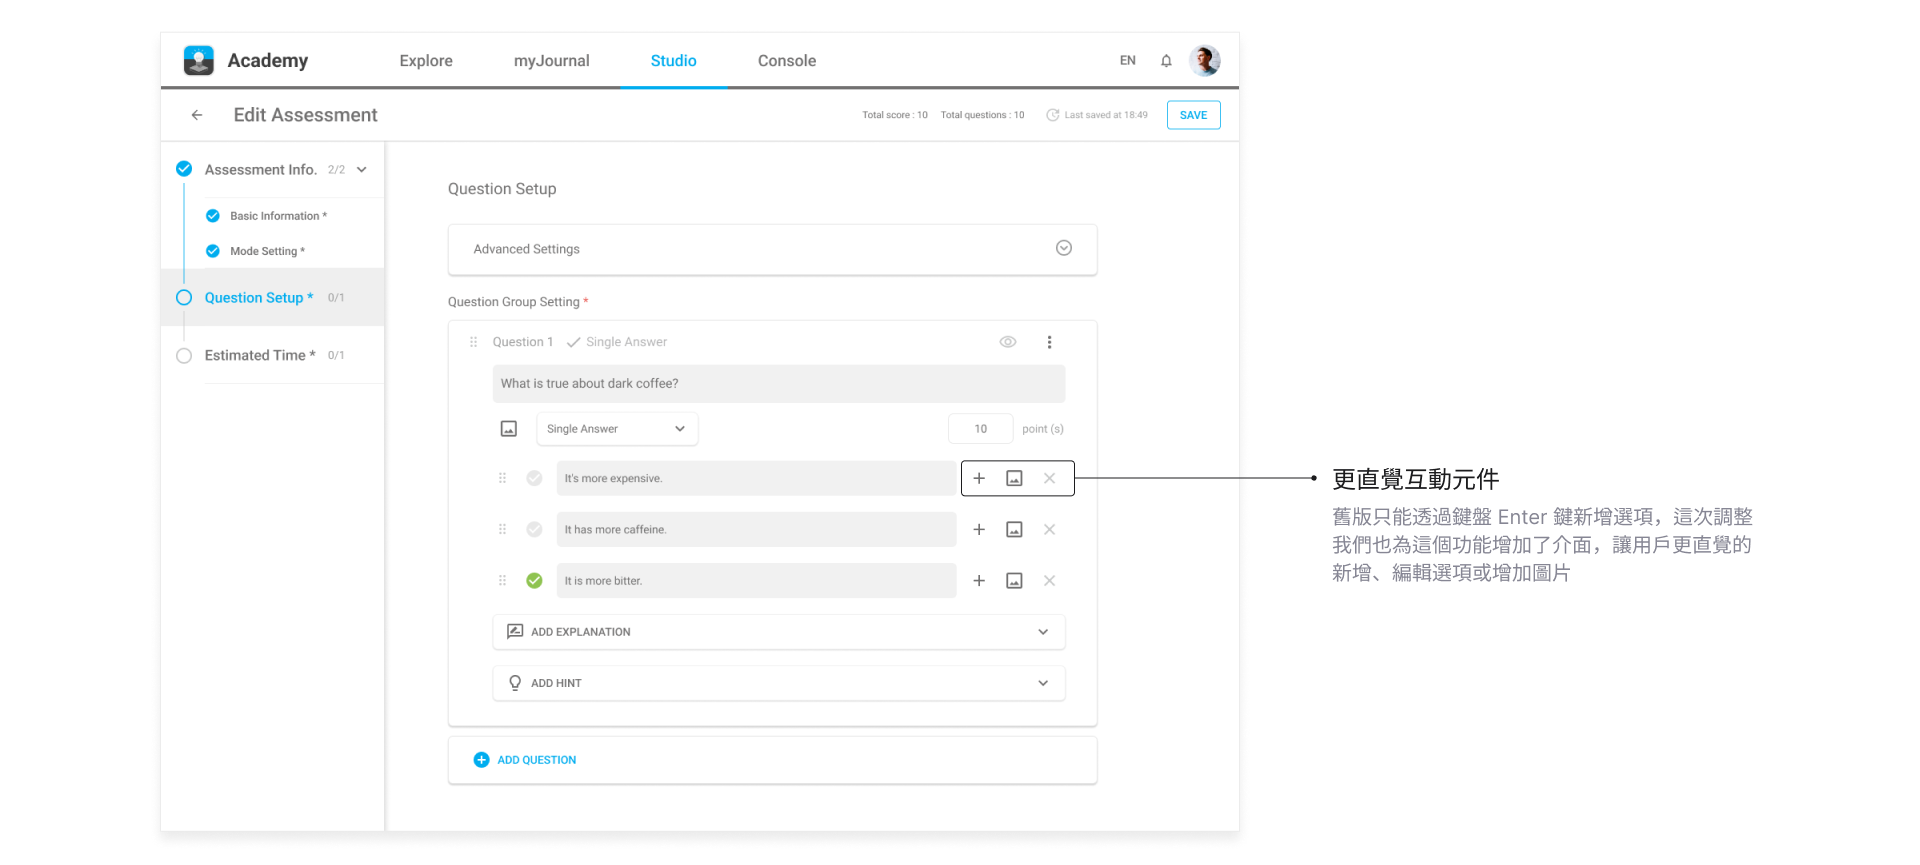 Academy
Explore
myJournal
Studio
Console
EN
Edit Assessment
Total score : 10
Total questions : 10
Last saved at 18:49
SAVE
Assessment Info. 2/2
Basic Information *
Mode Setting *
Question Setup * 0/1
Estimated Time * 0/1
Question Setup
Advanced Settings
Question Group Setting *
Question 1 Single Answer
What is true about dark coffee?
Single Answer
10 point (s)
It's more expensive.
It has more caffeine.
It is more bitter.
ADD EXPLANATION
ADD HINT
ADD QUESTION
更直覺互動元件
舊版只能透過鍵盤 Enter 鍵新增選項，這次調整
我們也為這個功能增加了介面，讓用戶更直覺的
新增、編輯選項或增加圖片